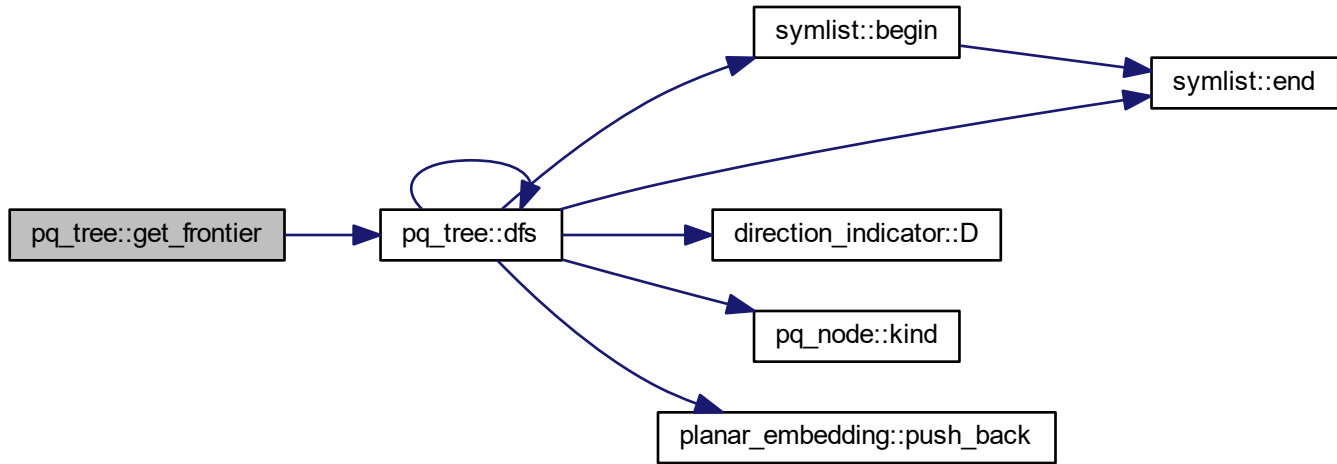 symlist::begin
symlist::end
pq_tree::get_frontier
pq_tree::dfs
direction_indicator::D
pq_node::kind
planar_embedding::push_back